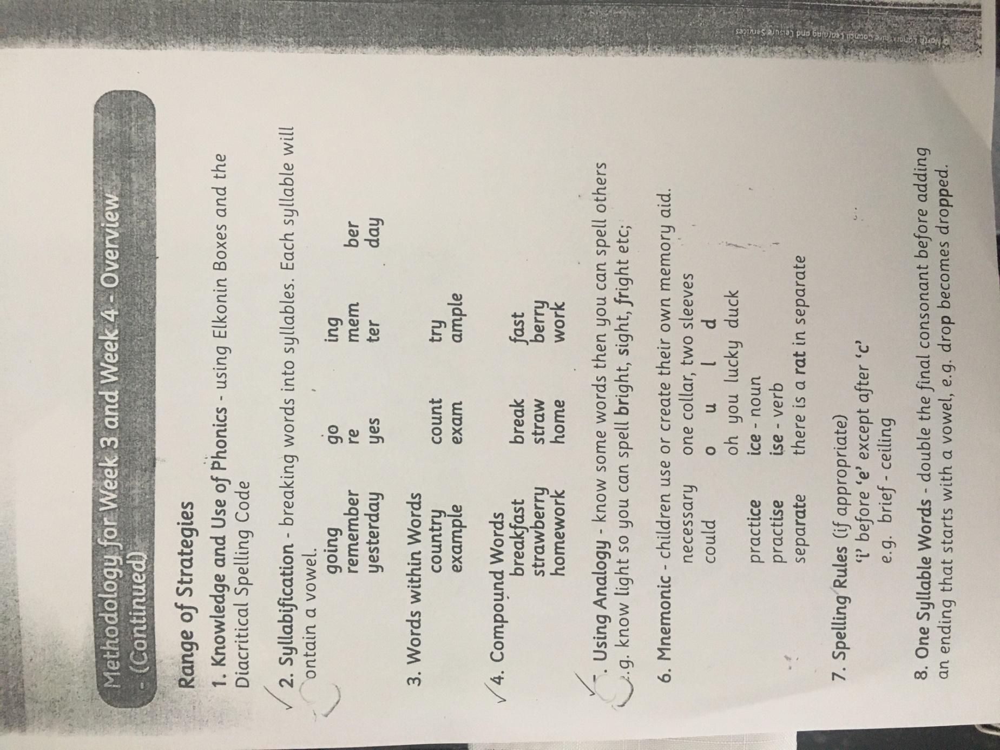 Methodology for Week 3 and Week 4 - Overview
- (Continued)
Range of Strategies
1. Knowledge and Use of Phonics - using Elkonin Boxes and the
Diacritical Spelling Code
2. Syllabification - breaking words into syllables. Each syllable will
ontain a vowel.
going go ing
remember re mem ber
yesterday yes ter day
3. Words within Words
country count try
example exam ample
4. Compound Words
breakfast break fast
strawberry straw berry
homework home work
. Using Analogy - know some words then you can spell others
.g. know light so you can spell bright, sight, fright etc;
6. Mnemonic - children use or create their own memory aid.
necessary one collar, two sleeves
could o u l d
oh you lucky duck
practice ice - noun
practise ise - verb
separate there is a rat in separate
7. Spelling Rules (if appropriate)
‘i’ before ‘e’ except after ‘c’
e.g. brief - ceiling
8. One Syllable Words - double the final consonant before adding
an ending that starts with a vowel, e.g. drop becomes dropped.
© North Lanarkshire Council Learning and Leisure Services